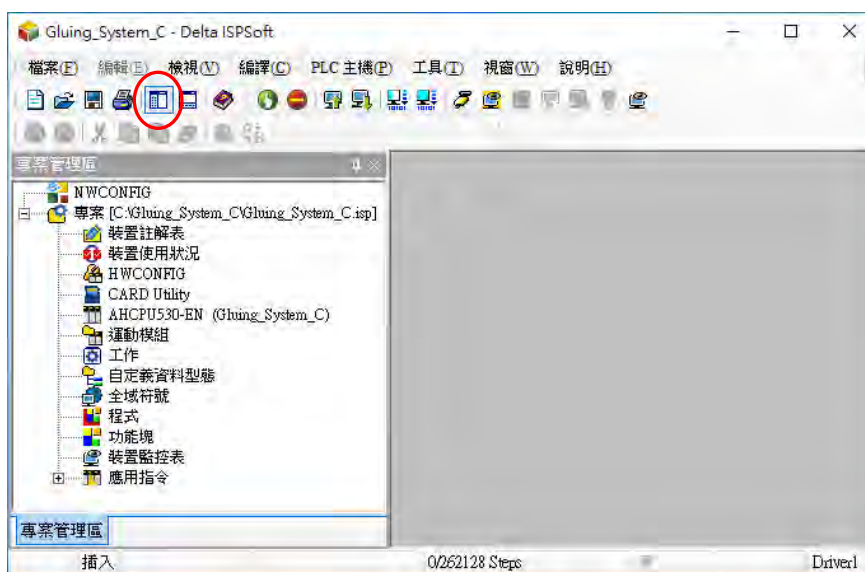 Gluing_System_C - Delta ISPSoft
檔案(F) 編輯(E) 檢視(V) 編譯(C) PLC 主機(P) 工具(T) 視窗(W) 說明(H)
專案管理區
NWCONFIG
專案 [C:\Gluing_System_C\Gluing_System_C.isp]
裝置註解表
裝置使用狀況
HWCONFIG
CARD Utility
AHCPU530-EN (Gluing_System_C)
運動模組
工作
自定義資料型態
全域符號
程式
功能塊
裝置監控表
應用指令
專案管理區
插入 0/262128 Steps Driver1